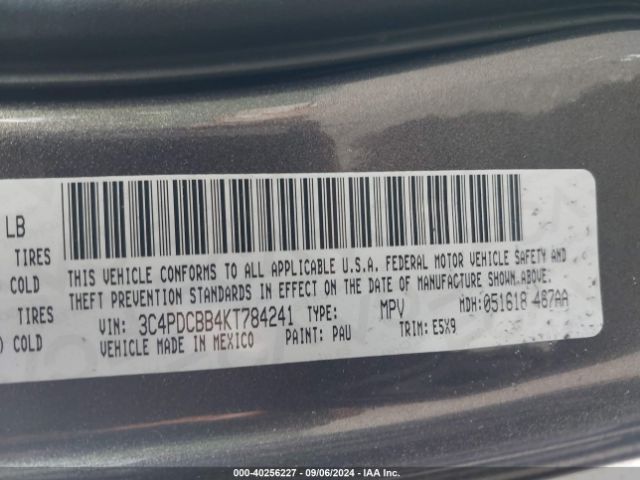 LB
TIRES
COLD
THIS VEHICLE CONFORMS TO ALL APPLICABLE U.S.A. FEDERAL MOTOR VEHICLE SAFETY AND
THEFT PREVENTION STANDARDS IN EFFECT ON THE DATE OF MANUFACTURE SHOWN ABOVE.
TIRES
VIN: 3C4PDCBB4KT784241 TYPE: MPV MDH: 051618 467AA
) COLD
VEHICLE MADE IN MEXICO PAINT: PAU TRIM: E5X9
000-40256227 - 09/06/2024 - IAA Inc.